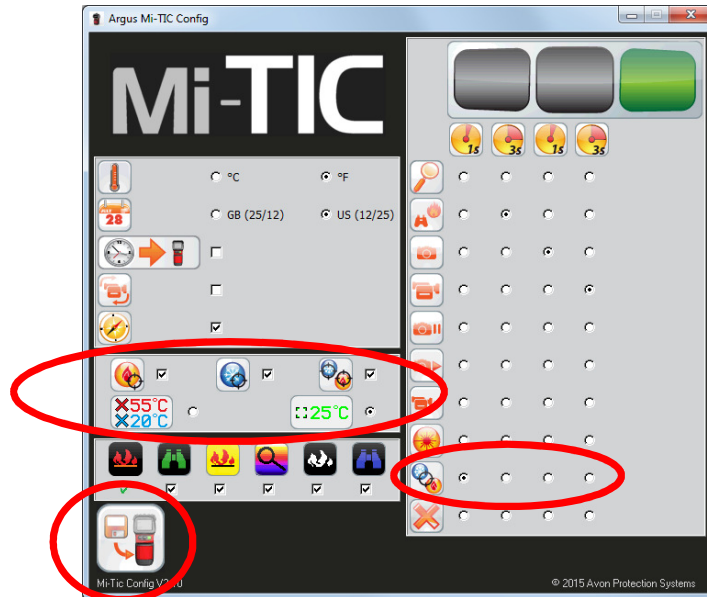 Argus Mi-TIC Config
Mi-TIC
1s 3s 1s 3s
°C °F
28 GB (25/12) US (12/25)
55°C 25°C
20°C
© 2015 Avon Protection Systems